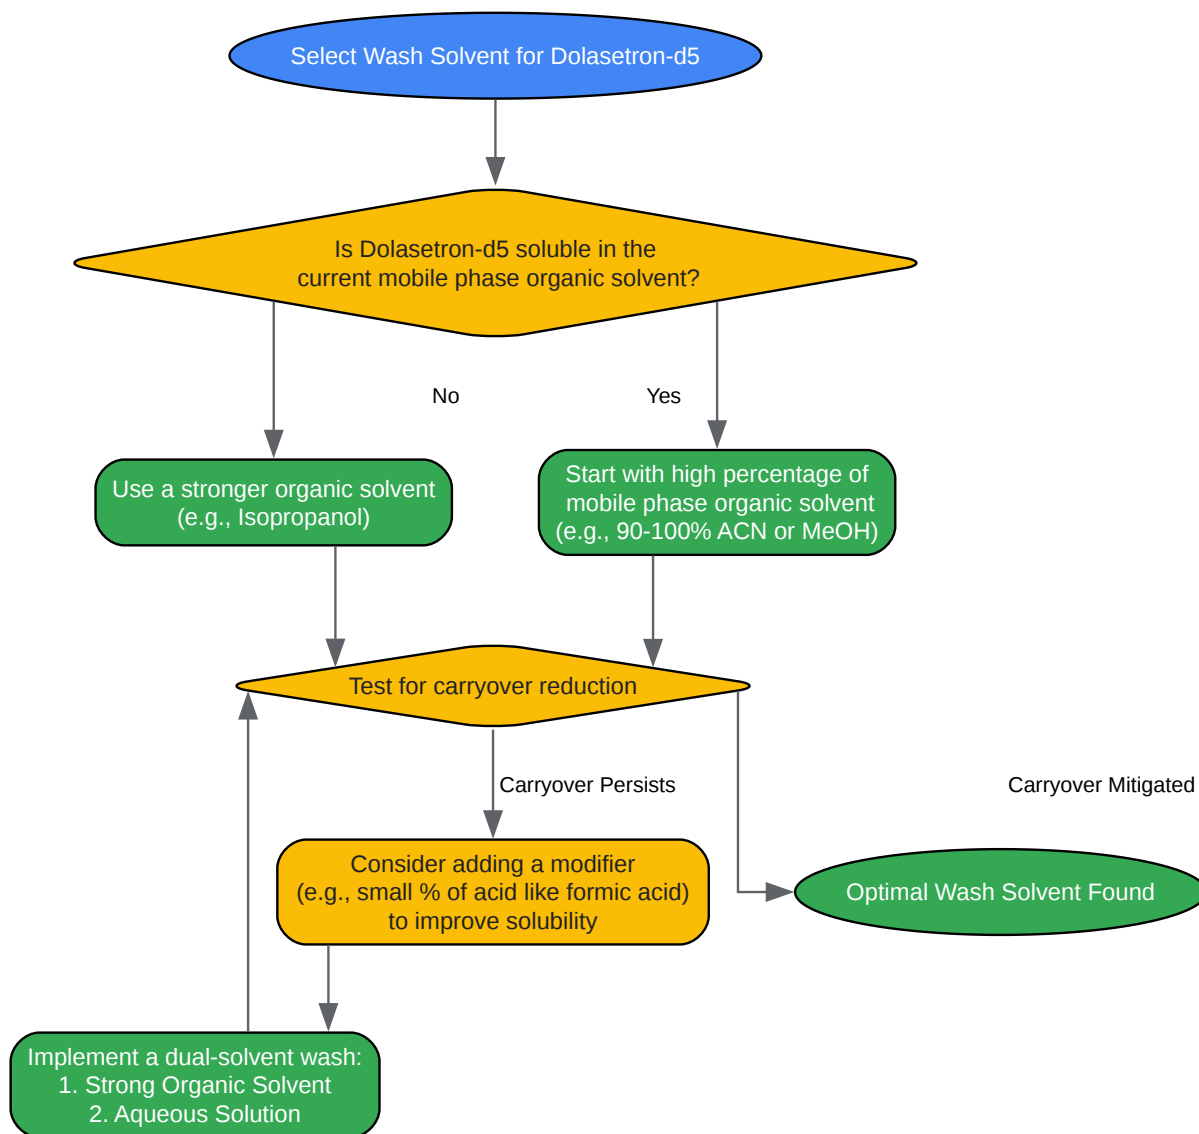 Select Wash Solvent for Dolasetron-d5
Is Dolasetron-d5 soluble in the
current mobile phase organic solvent?
No
Yes
Use a stronger organic solvent
(e.g., Isopropanol)
Start with high percentage of
mobile phase organic solvent
(e.g., 90-100% ACN or MeOH)
Test for carryover reduction
Carryover Persists
Carryover Mitigated
Consider adding a modifier
(e.g., small % of acid like formic acid)
to improve solubility
Optimal Wash Solvent Found
Implement a dual-solvent wash:
1. Strong Organic Solvent
2. Aqueous Solution